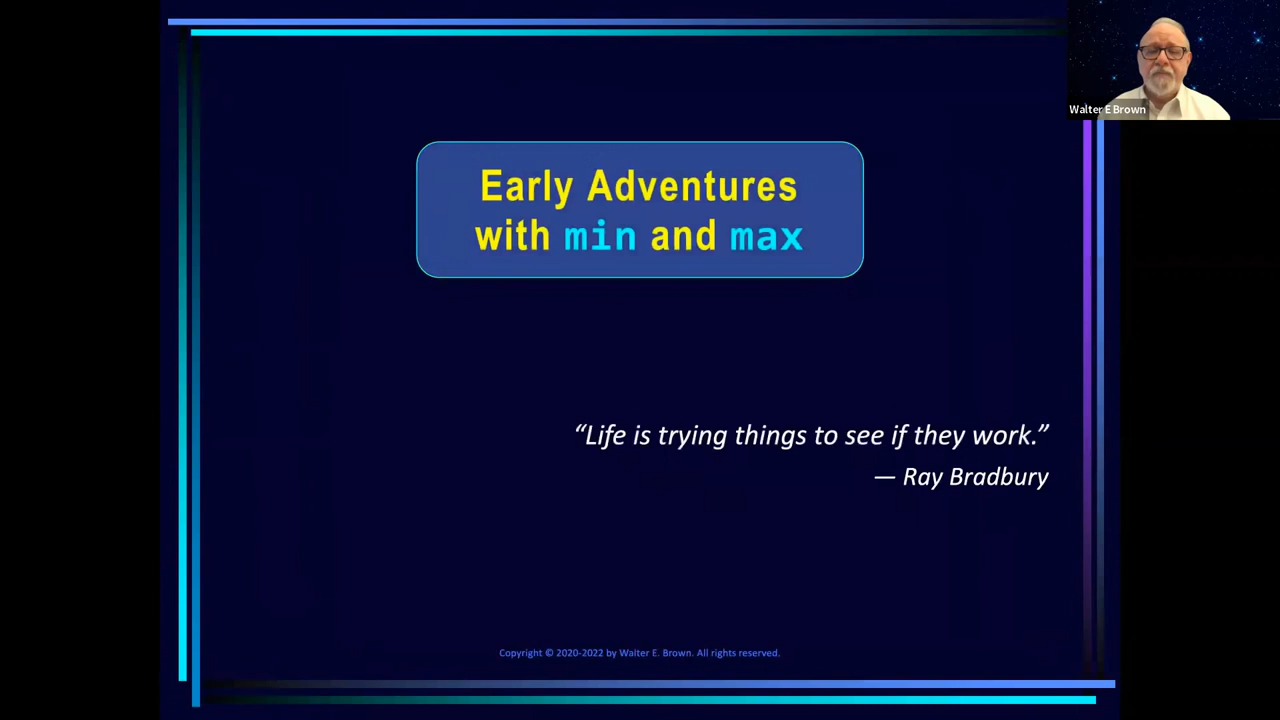 Walter E Brown
Early Adventures
with min and max
“Life is trying things to see if they work.”
— Ray Bradbury
Copyright © 2020-2022 by Walter E. Brown. All rights reserved.